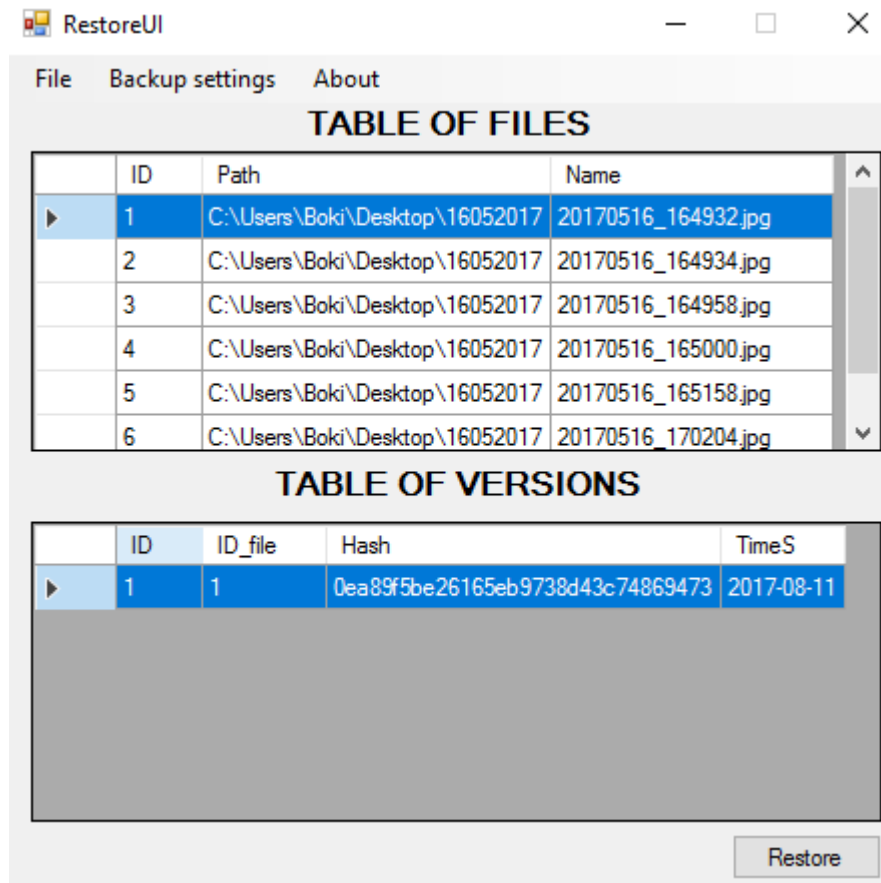 RestoreUI
File Backup settings About
TABLE OF FILES
ID Path Name
1 C:\Users\Boki\Desktop\16052017 20170516_164932.jpg
2 C:\Users\Boki\Desktop\16052017 20170516_164934.jpg
3 C:\Users\Boki\Desktop\16052017 20170516_164958.jpg
4 C:\Users\Boki\Desktop\16052017 20170516_165000.jpg
5 C:\Users\Boki\Desktop\16052017 20170516_165158.jpg
6 C:\Users\Boki\Desktop\16052017 20170516_170204.jpg
TABLE OF VERSIONS
ID ID_file Hash TimeS
1 1 0ea89f5be26165eb9738d43c74869473 2017-08-11
Restore